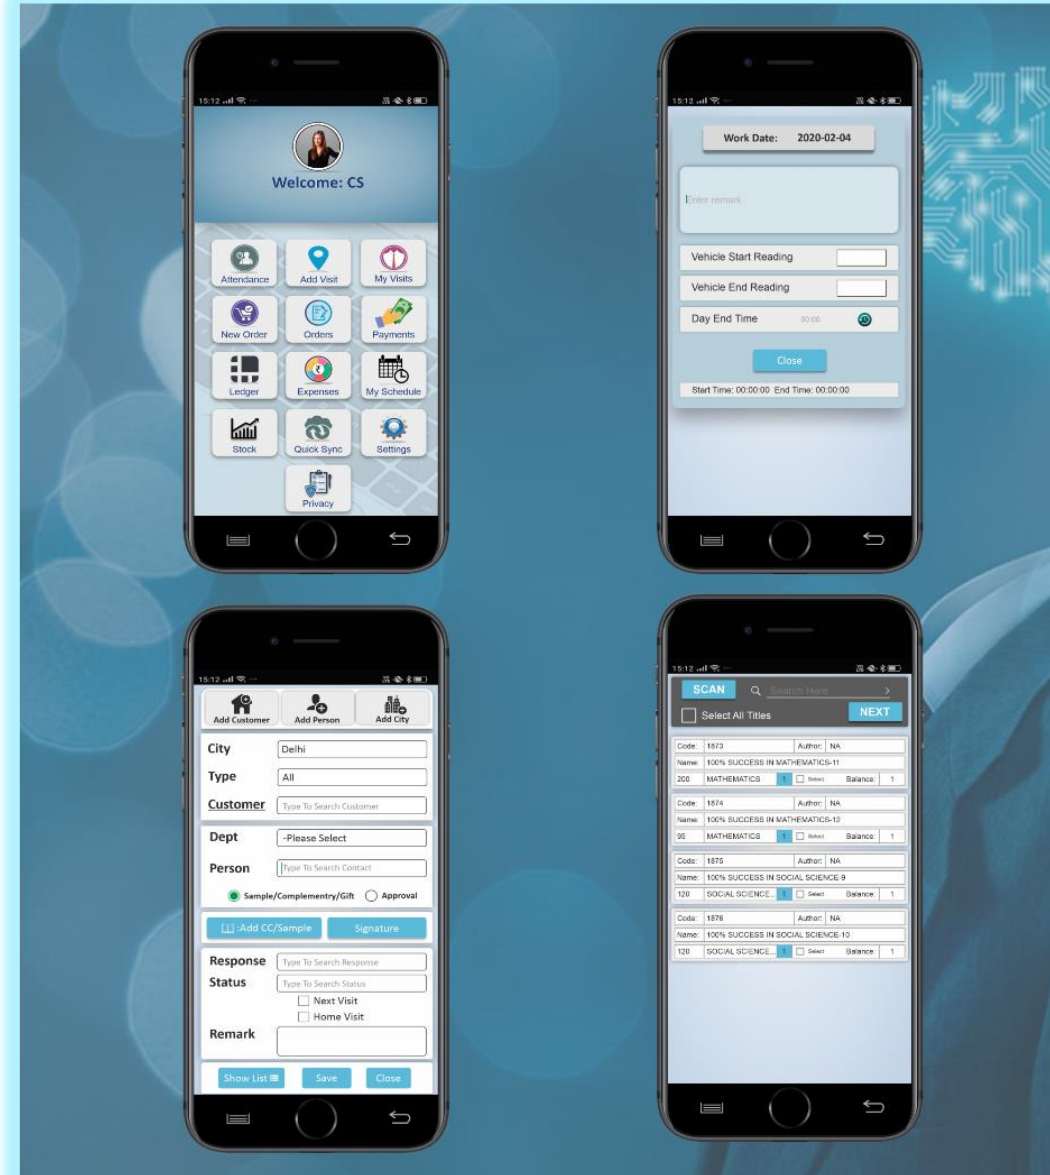 15:12
Welcome: CS
Attendance
Add Visit
My Visits
New Order
Orders
Payments
Ledger
Expenses
My Schedule
Stock
Quick Sync
Settings
Privacy
15:12
Work Date: 2020-02-04
Enter remark
Vehicle Start Reading
Vehicle End Reading
Day End Time 00:00
Close
Start Time: 00:00:00 End Time: 00:00:00
15:12
Add Customer
Add Person
Add City
City Delhi
Type All
Customer Type To Search Customer
Dept -Please Select
Person Type To Search Contact
Sample/Complementry/Gift Approval
:Add CC/Sample Signature
Response Type To Search Response
Status Type To Search Status
Next Visit
Home Visit
Remark
Show List Save Close
15:12
SCAN Search Here
Select All Titles NEXT
Code: 1873 Author: NA
Name: 100% SUCCESS IN MATHEMATICS-11
200 MATHEMATICS 1 Select Balance: 1
Code: 1874 Author: NA
Name: 100% SUCCESS IN MATHEMATICS-12
95 MATHEMATICS 1 Select Balance: 1
Code: 1875 Author: NA
Name: 100% SUCCESS IN SOCIAL SCIENCE-9
120 SOCIAL SCIENCE... 1 Select Balance: 1
Code: 1876 Author: NA
Name: 100% SUCCESS IN SOCIAL SCIENCE-10
120 SOCIAL SCIENCE... 1 Select Balance: 1